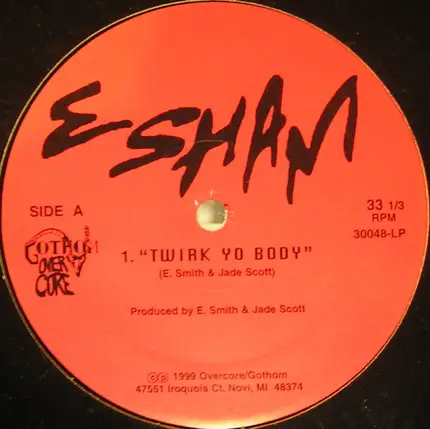 ESHAM
SIDE A
33 1/3
RPM
30048-LP
GOTHOM
OVER
CORE
1. “TWIRK YO BODY”
(E. Smith & Jade Scott)
Produced by E. Smith & Jade Scott
©℗ 1999 Overcore/Gothom
47551 Iroquois Ct, Novi, MI 48374